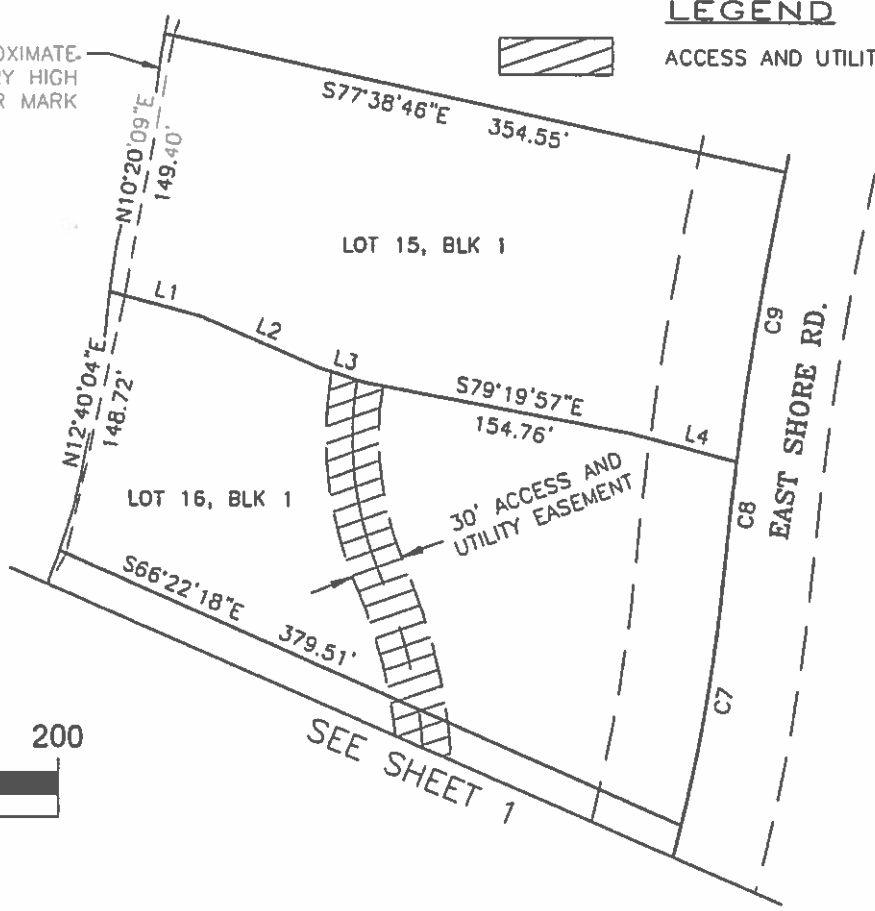 LEGEND
ACCESS AND UTILIT
OXIMATE
RY HIGH
R MARK
S77°38'46"E 354.55'
N10°20'09"E
149.40'
LOT 15, BLK 1
L1
L2
L3
S79°19'57"E
154.76'
L4
C9
EAST SHORE RD.
C8
N12°40'04"E
148.72'
LOT 16, BLK 1
30' ACCESS AND
UTILITY EASEMENT
S66°22'18"E 379.51'
C7
SEE SHEET 1
200